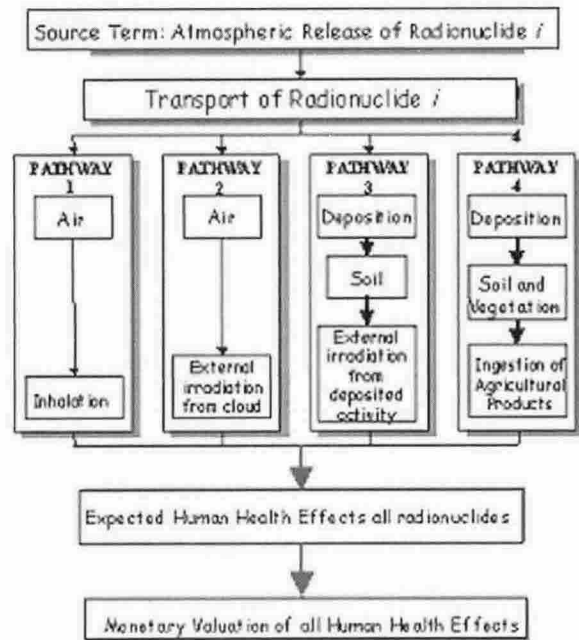 Source Term: Atmospheric Release of Radionuclide i
Transport of Radionuclide i
PATHWAY
1
Air
Inhalation
PATHWAY
2
Air
External
irradiation
from cloud
PATHWAY
3
Deposition
Soil
External
irradiation
from
deposited
activity
PATHWAY
4
Deposition
Soil and
Vegetation
Ingestion of
Agricultural
Products
Expected Human Health Effects all radionuclides
Monetary Valuation of all Human Health Effects